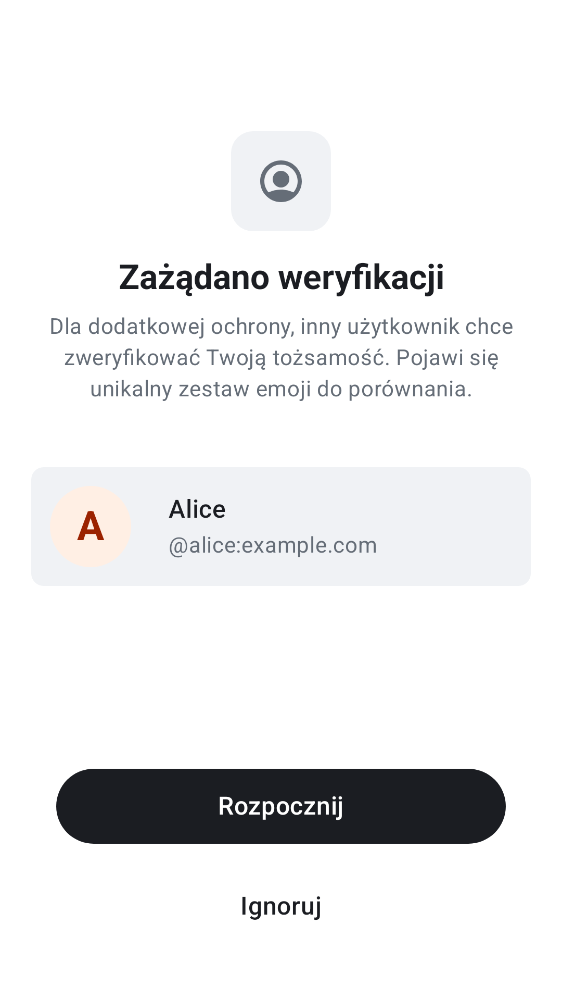 Zażądano weryfikacji
Dla dodatkowej ochrony, inny użytkownik chce
zweryfikować Twoją tożsamość. Pojawi się
unikalny zestaw emoji do porównania.
A
Alice
@alice:example.com
Rozpocznij
Ignoruj